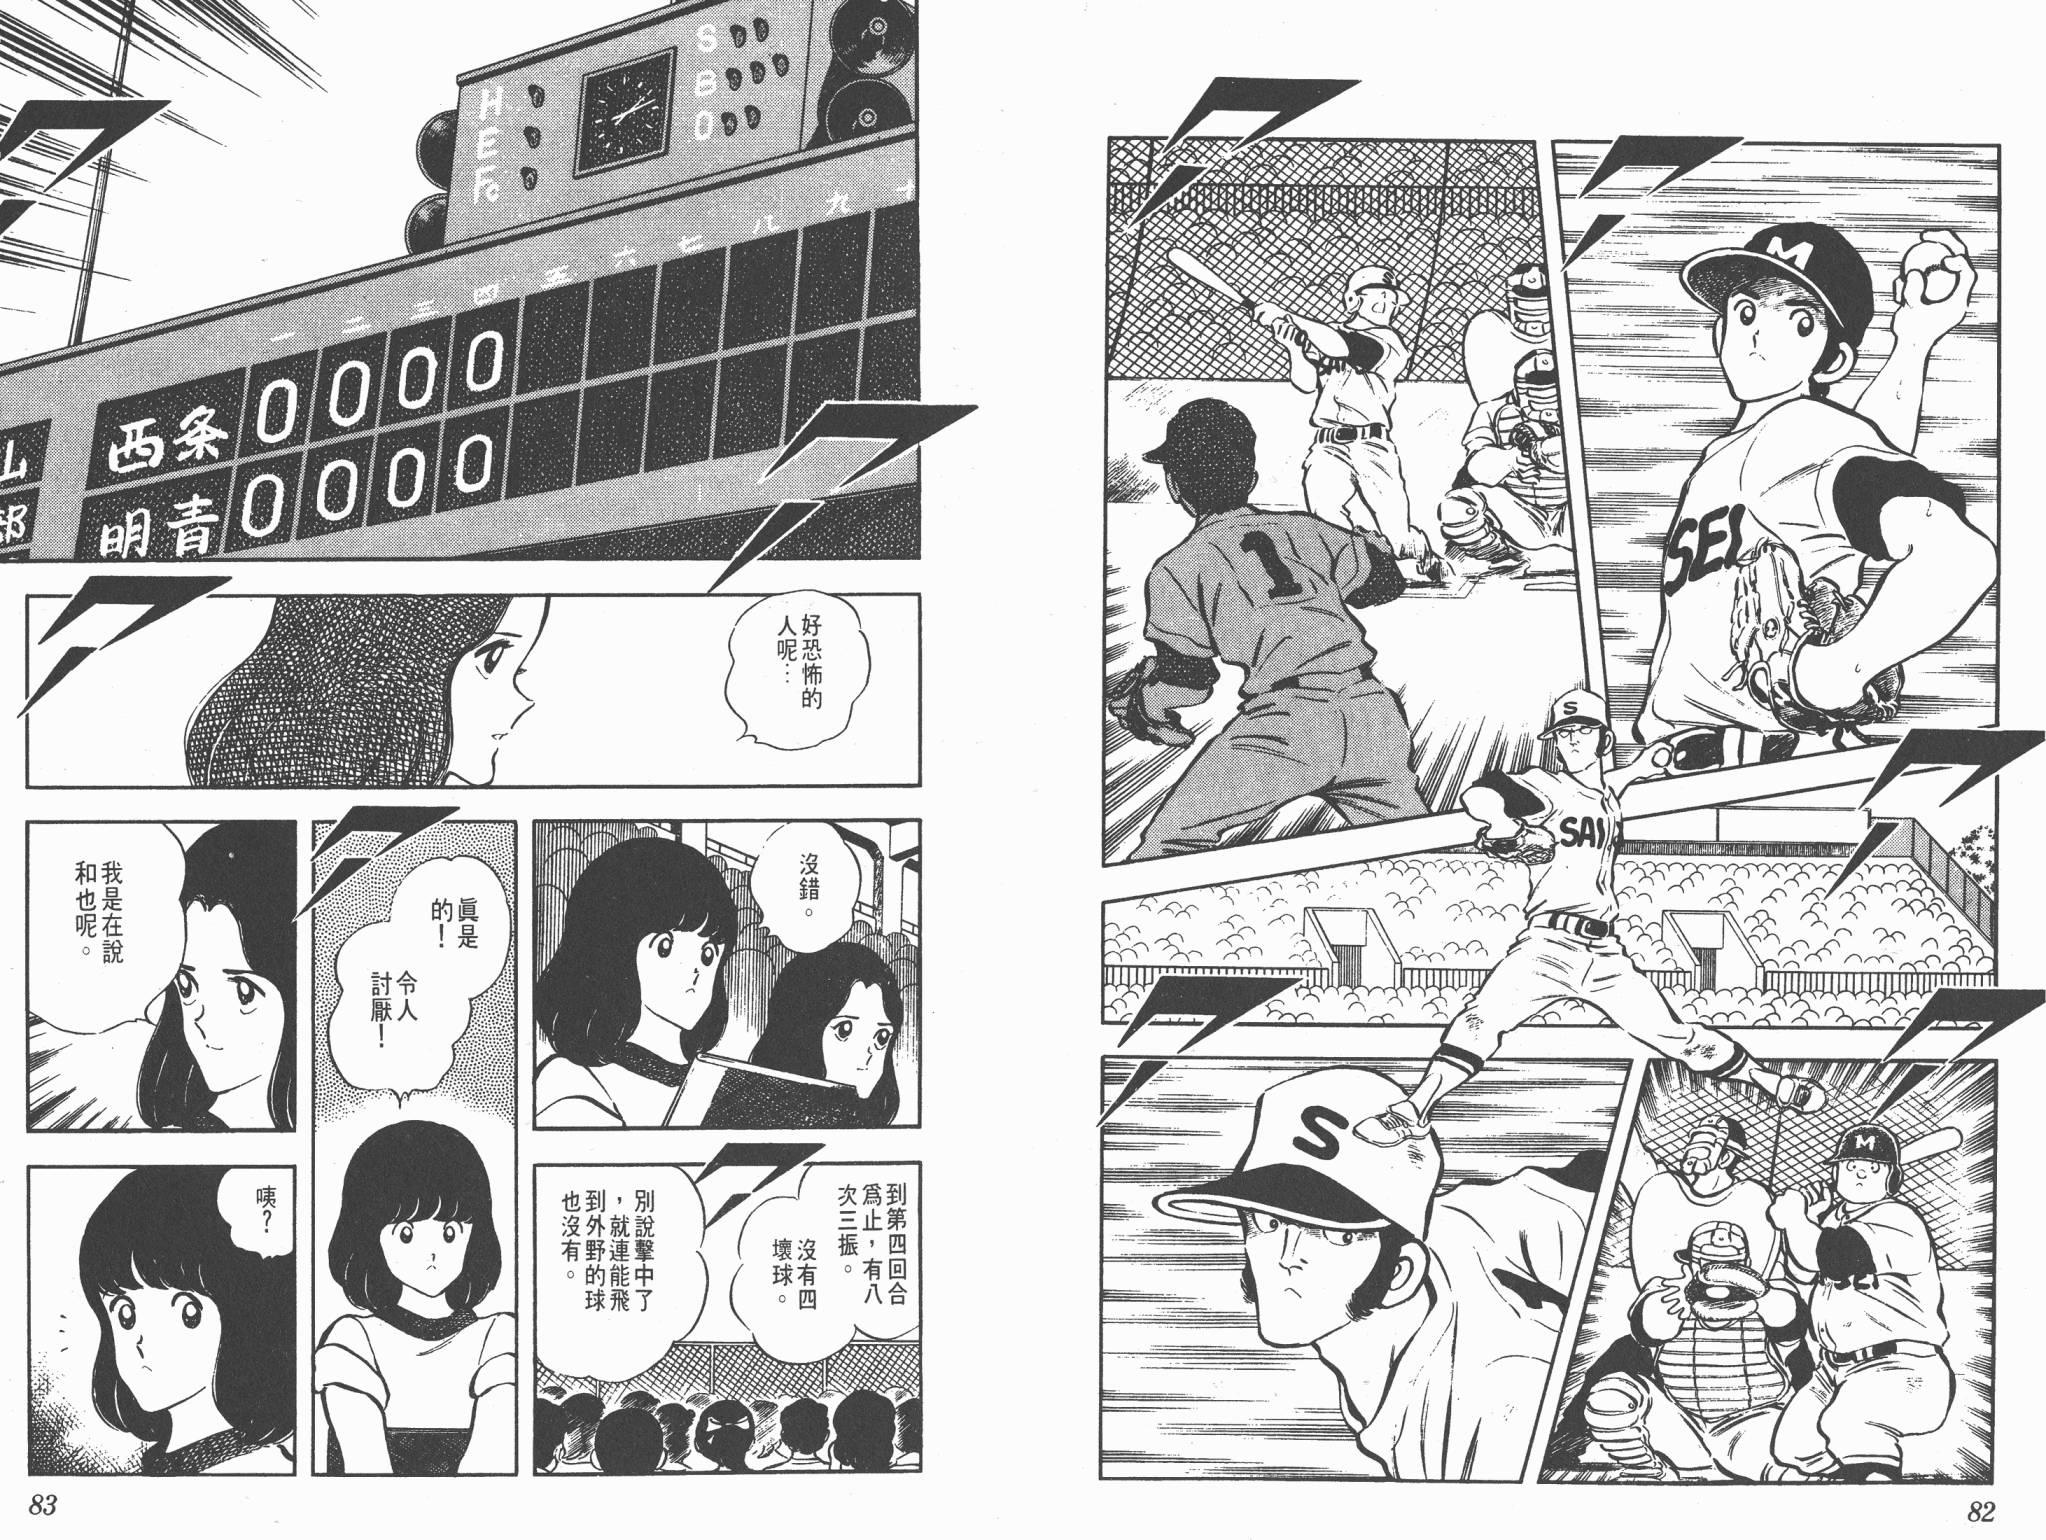 M
SEI
1
S
SAI
S
M
SEI
82
H
E
Fc
S
B
O
一 二 三 四 五 六 七 八 九 十
西条 0 0 0 0
明青 0 0 0 0
山
好恐怖的
人呢…
沒錯。
到第四回合
爲止，有八
次三振。
沒有四
壞球。
別說擊中了
，就連能飛
到外野的球
也沒有。
眞是
的！
令人
討厭！
我是在說
和也呢。
咦？
83